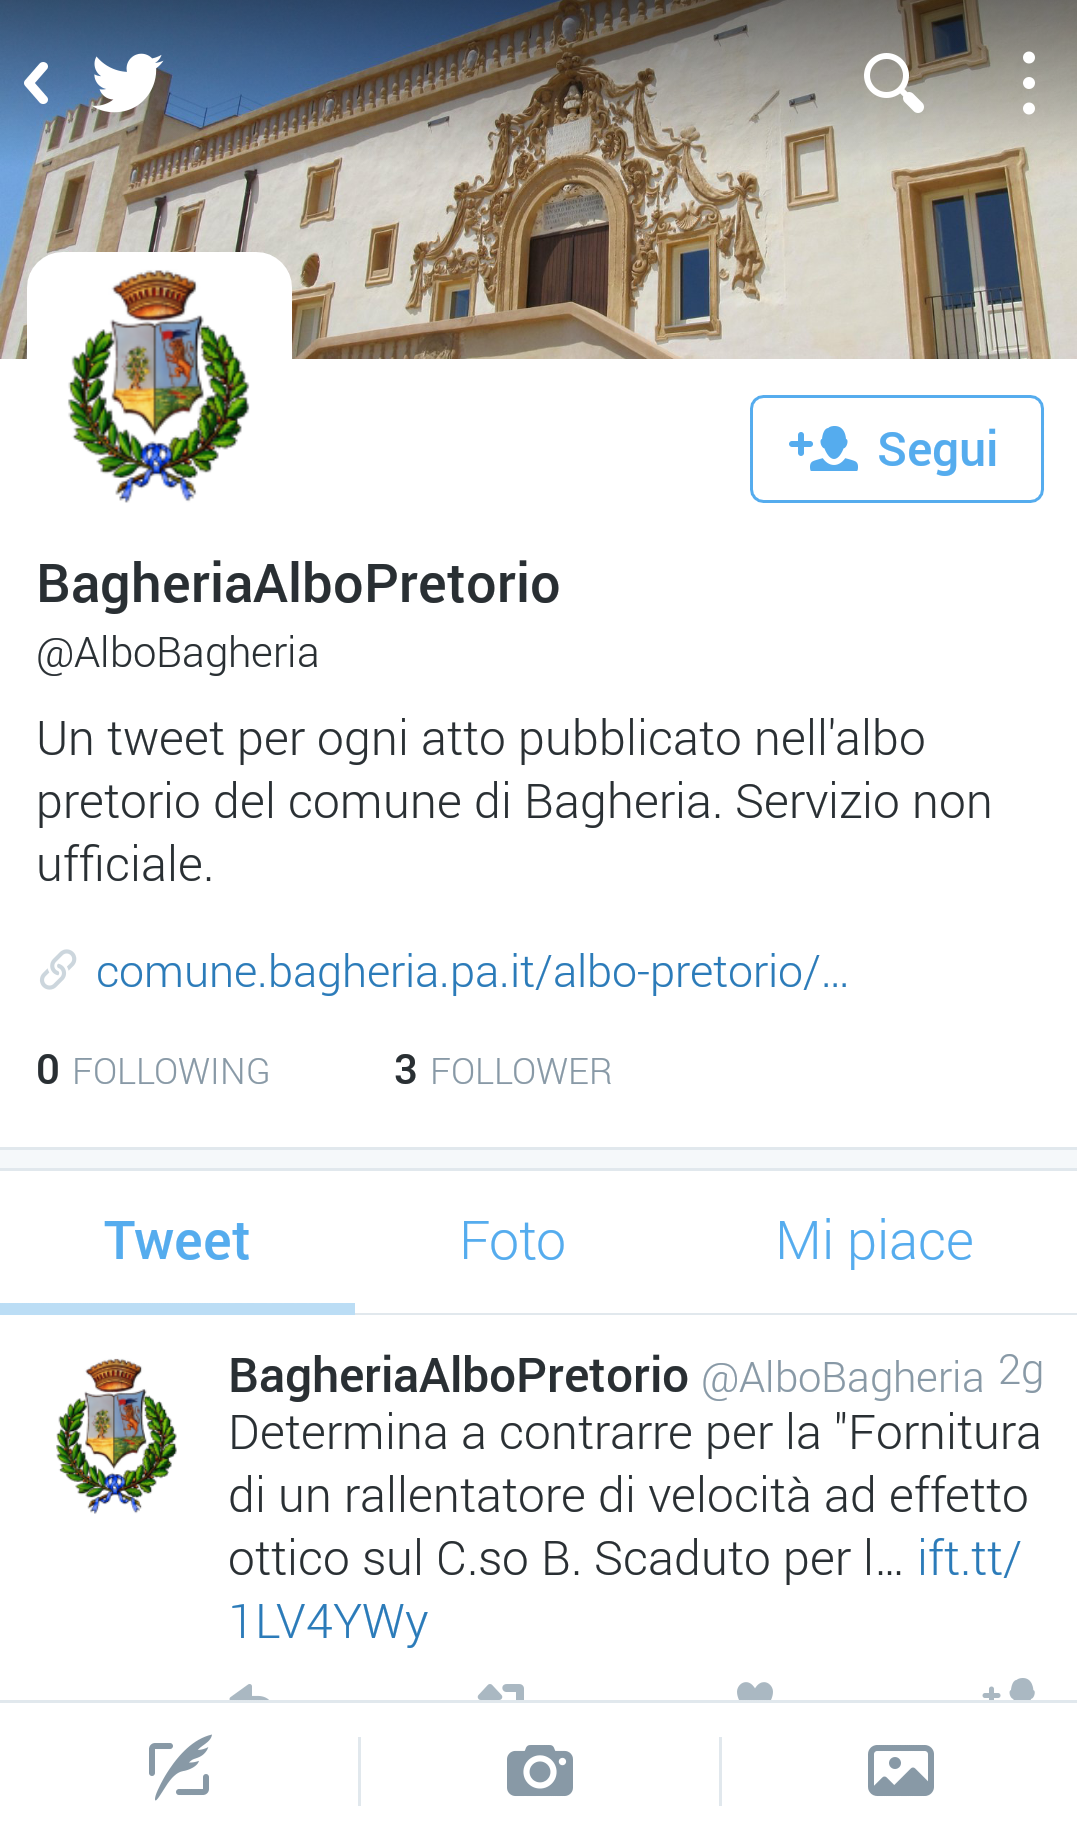 Segui
BagheriaAlboPretorio
@AlboBagheria
Un tweet per ogni atto pubblicato nell'albo
pretorio del comune di Bagheria. Servizio non
ufficiale.
comune.bagheria.pa.it/albo-pretorio/…
0 FOLLOWING 3 FOLLOWER
Tweet Foto Mi piace
BagheriaAlboPretorio @AlboBagheria 2g
Determina a contrarre per la "Fornitura
di un rallentatore di velocità ad effetto
ottico sul C.so B. Scaduto per l… ift.tt/
1LV4YWy